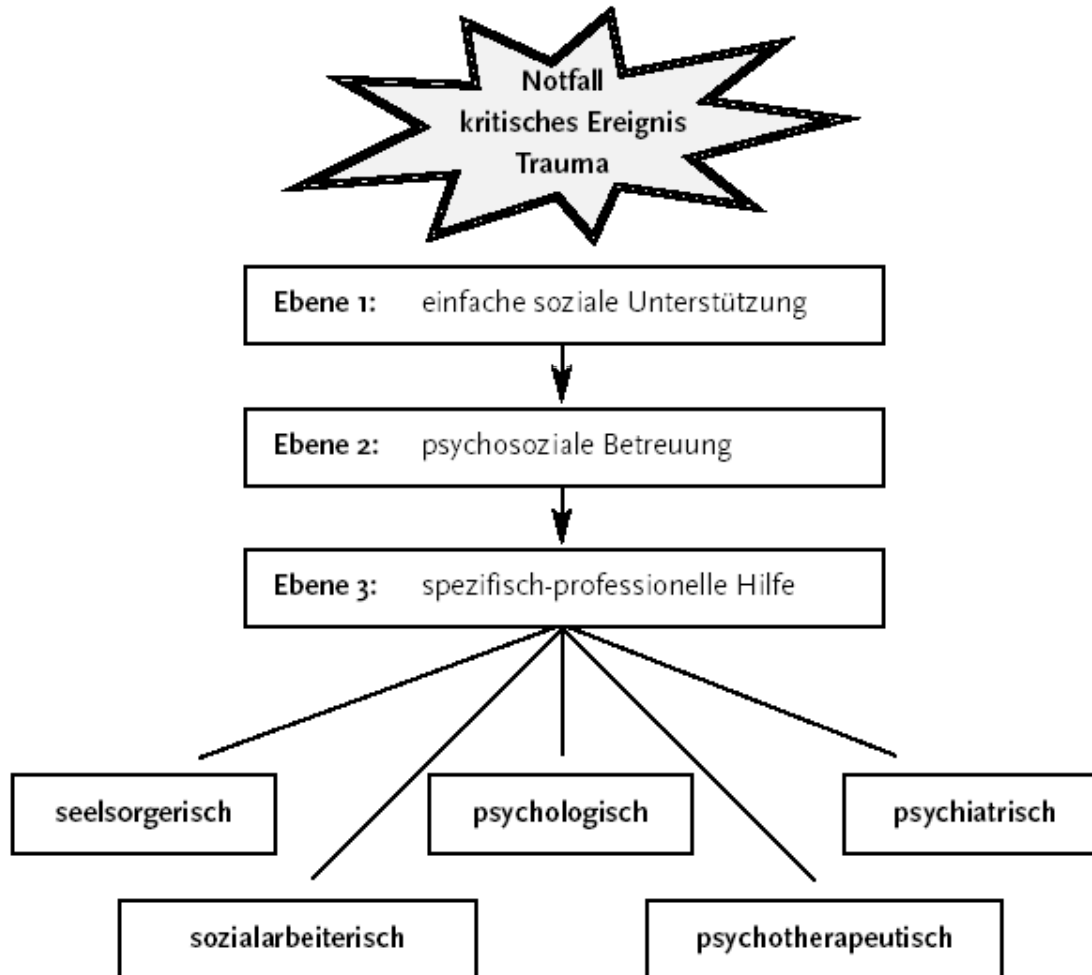 Notfall
kritisches Ereignis
Trauma
Ebene 1: einfache soziale Unterstützung
Ebene 2: psychosoziale Betreuung
Ebene 3: spezifisch-professionelle Hilfe
seelsorgerisch
psychologisch
psychiatrisch
sozialarbeiterisch
psychotherapeutisch